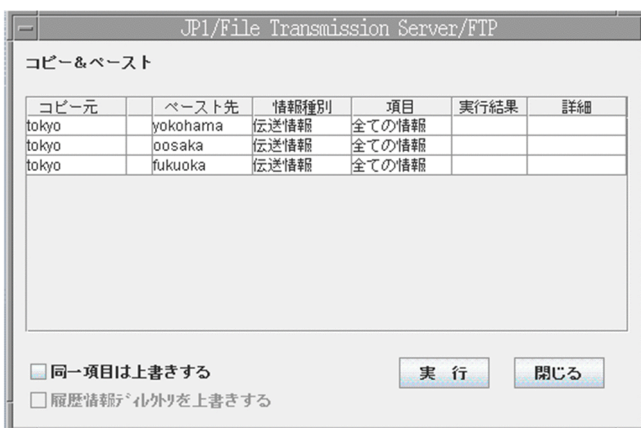 JP1/File Transmission Server/FTP
コピー&ペースト
コピー元 ペースト先 情報種別 項目 実行結果 詳細
tokyo yokohama 伝送情報 全ての情報
tokyo oosaka 伝送情報 全ての情報
tokyo fukuoka 伝送情報 全ての情報
同一項目は上書きする
実 行 閉じる
履歴情報ディレクトリを上書きする